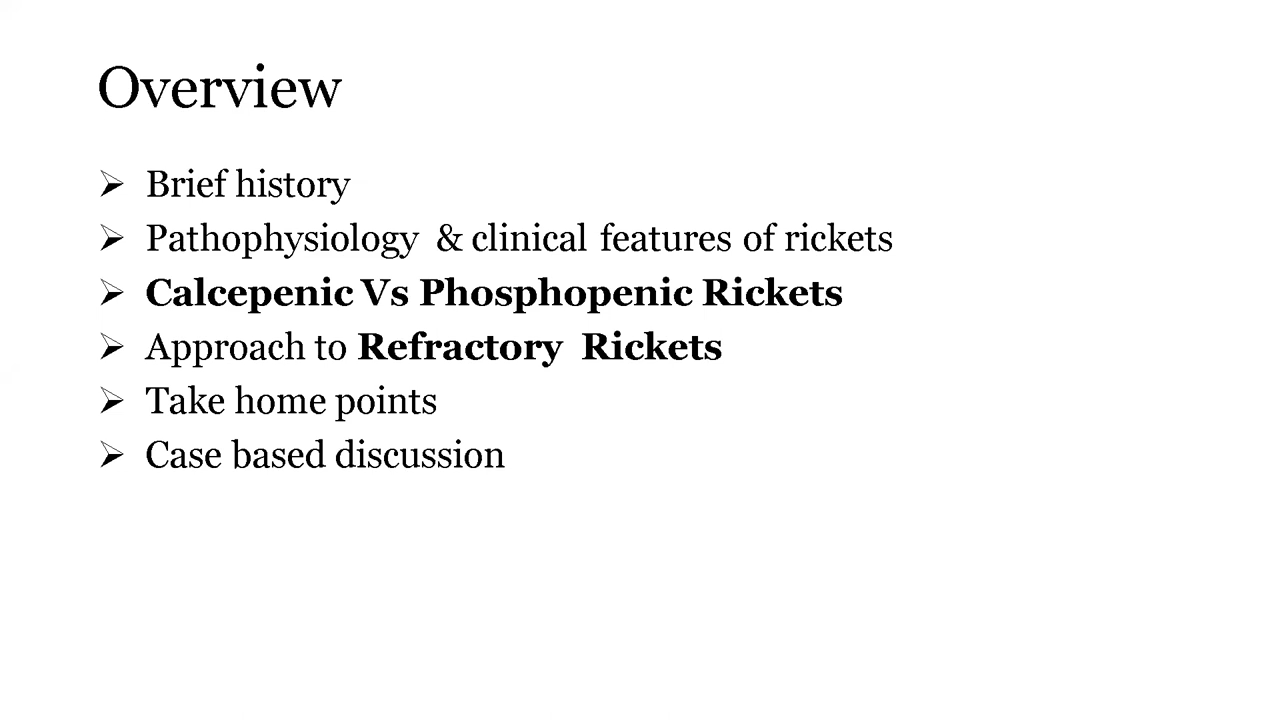 Overview
➢ Brief history
➢ Pathophysiology & clinical features of rickets
➢ Calcepenic Vs Phosphopenic Rickets
➢ Approach to Refractory Rickets
➢ Take home points
➢ Case based discussion